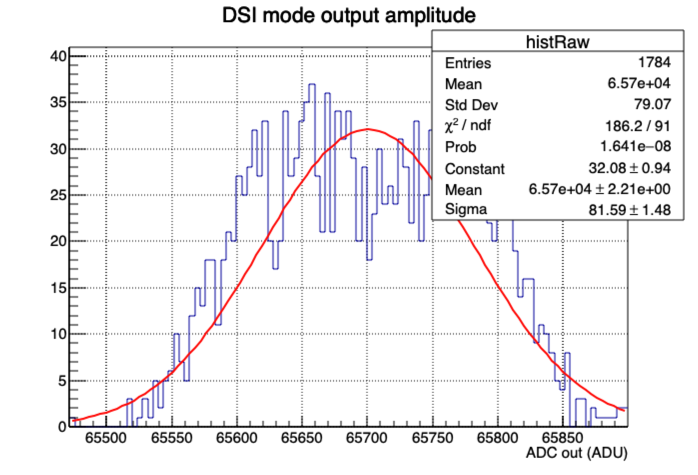 DSI mode output amplitude
histRaw
Entries 1784
Mean 6.57e+04
Std Dev 79.07
χ² / ndf 186.2 / 91
Prob 1.641e−08
Constant 32.08 ± 0.94
Mean 6.57e+04 ± 2.21e+00
Sigma 81.59 ± 1.48
40
35
30
25
20
15
10
5
0
65500 65550 65600 65650 65700 65750 65800 65850
ADC out (ADU)